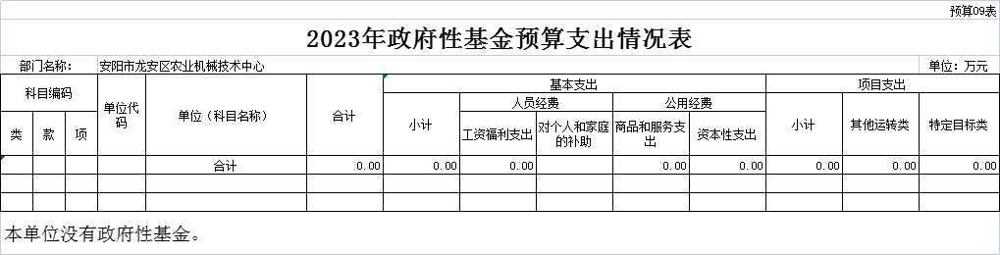 预算09表
2023年政府性基金预算支出情况表
部门名称： 安阳市龙安区农业机械技术中心 单位：万元
科目编码 单位代码 单位（科目名称） 合计 基本支出 项目支出
人员经费 公用经费
类 款 项 小计 工资福利支出 对个人和家庭的补助 商品和服务支出 资本性支出 小计 其他运转类 特定目标类
合计 0.00 0.00 0.00 0.00 0.00 0.00 0.00 0.00
本单位没有政府性基金。